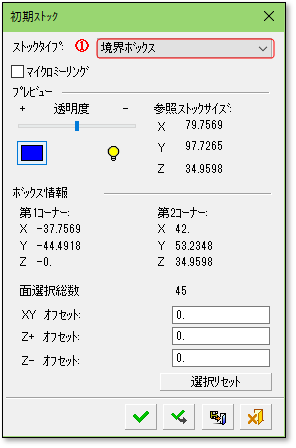 初期ストック
ストックタイプ: ① 境界ボックス
マイクロミーリング
プレビュー
+ 透明度 -
参照ストックサイズ:
X 79.7569
Y 97.7265
Z 34.9598
ボックス情報
第1コーナー: 第2コーナー:
X -37.7569 X 42.
Y -44.4918 Y 53.2348
Z -0. Z 34.9598
面選択総数 45
XY オフセット: 0.
Z+ オフセット: 0.
Z- オフセット: 0.
選択リセット